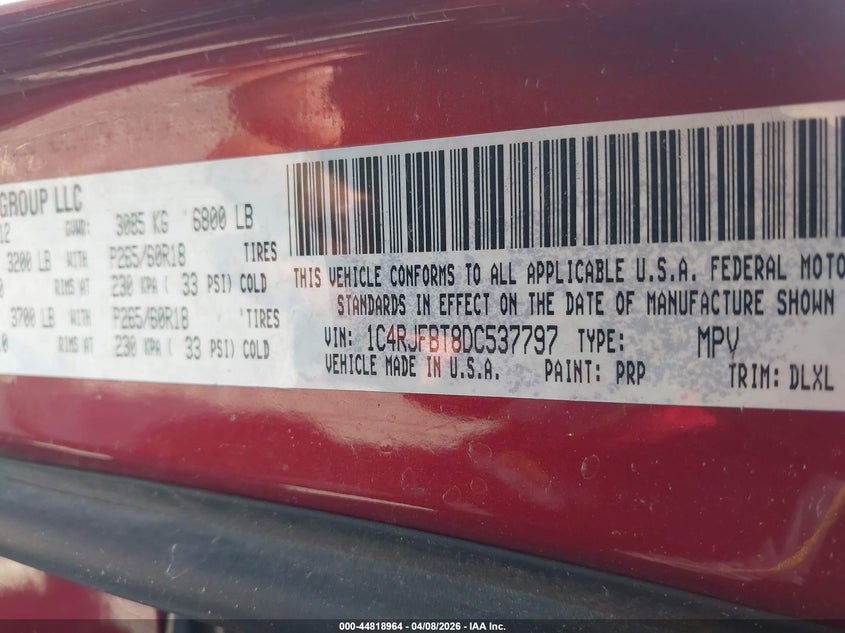 GROUP LLC
12 GVWR: 3085 KG 6800 LB
3200 LB WITH P265/60R18 TIRES
RIMS AT 230 KPA ( 33 PSI) COLD
3700 LB WITH P265/60R18 TIRES
RIMS AT 230 KPA ( 33 PSI) COLD
THIS VEHICLE CONFORMS TO ALL APPLICABLE U.S.A. FEDERAL MOTO
STANDARDS IN EFFECT ON THE DATE OF MANUFACTURE SHOWN
VIN: 1C4RJFBT8DC537797 TYPE: MPV
VEHICLE MADE IN U.S.A. PAINT: PRP TRIM: DLXL
000-44818964 - 04/08/2026 - IAA Inc.